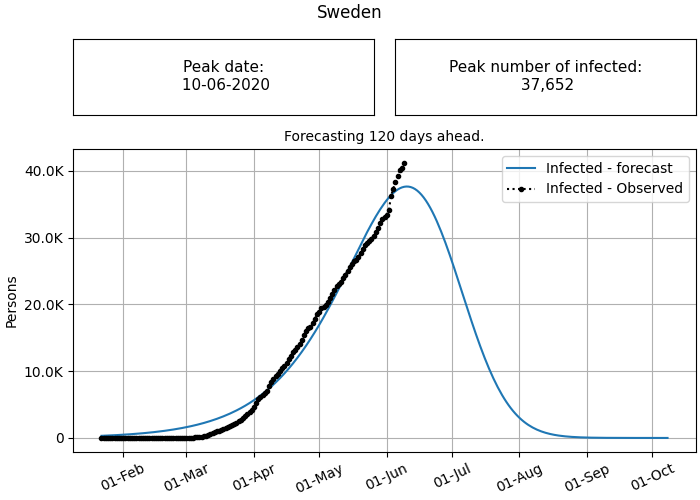 Sweden
Peak date:
10-06-2020
Peak number of infected:
37,652
Forecasting 120 days ahead.
Infected - forecast
Infected - Observed
40.0K
30.0K
20.0K
10.0K
0
Persons
01-Feb
01-Mar
01-Apr
01-May
01-Jun
01-Jul
01-Aug
01-Sep
01-Oct